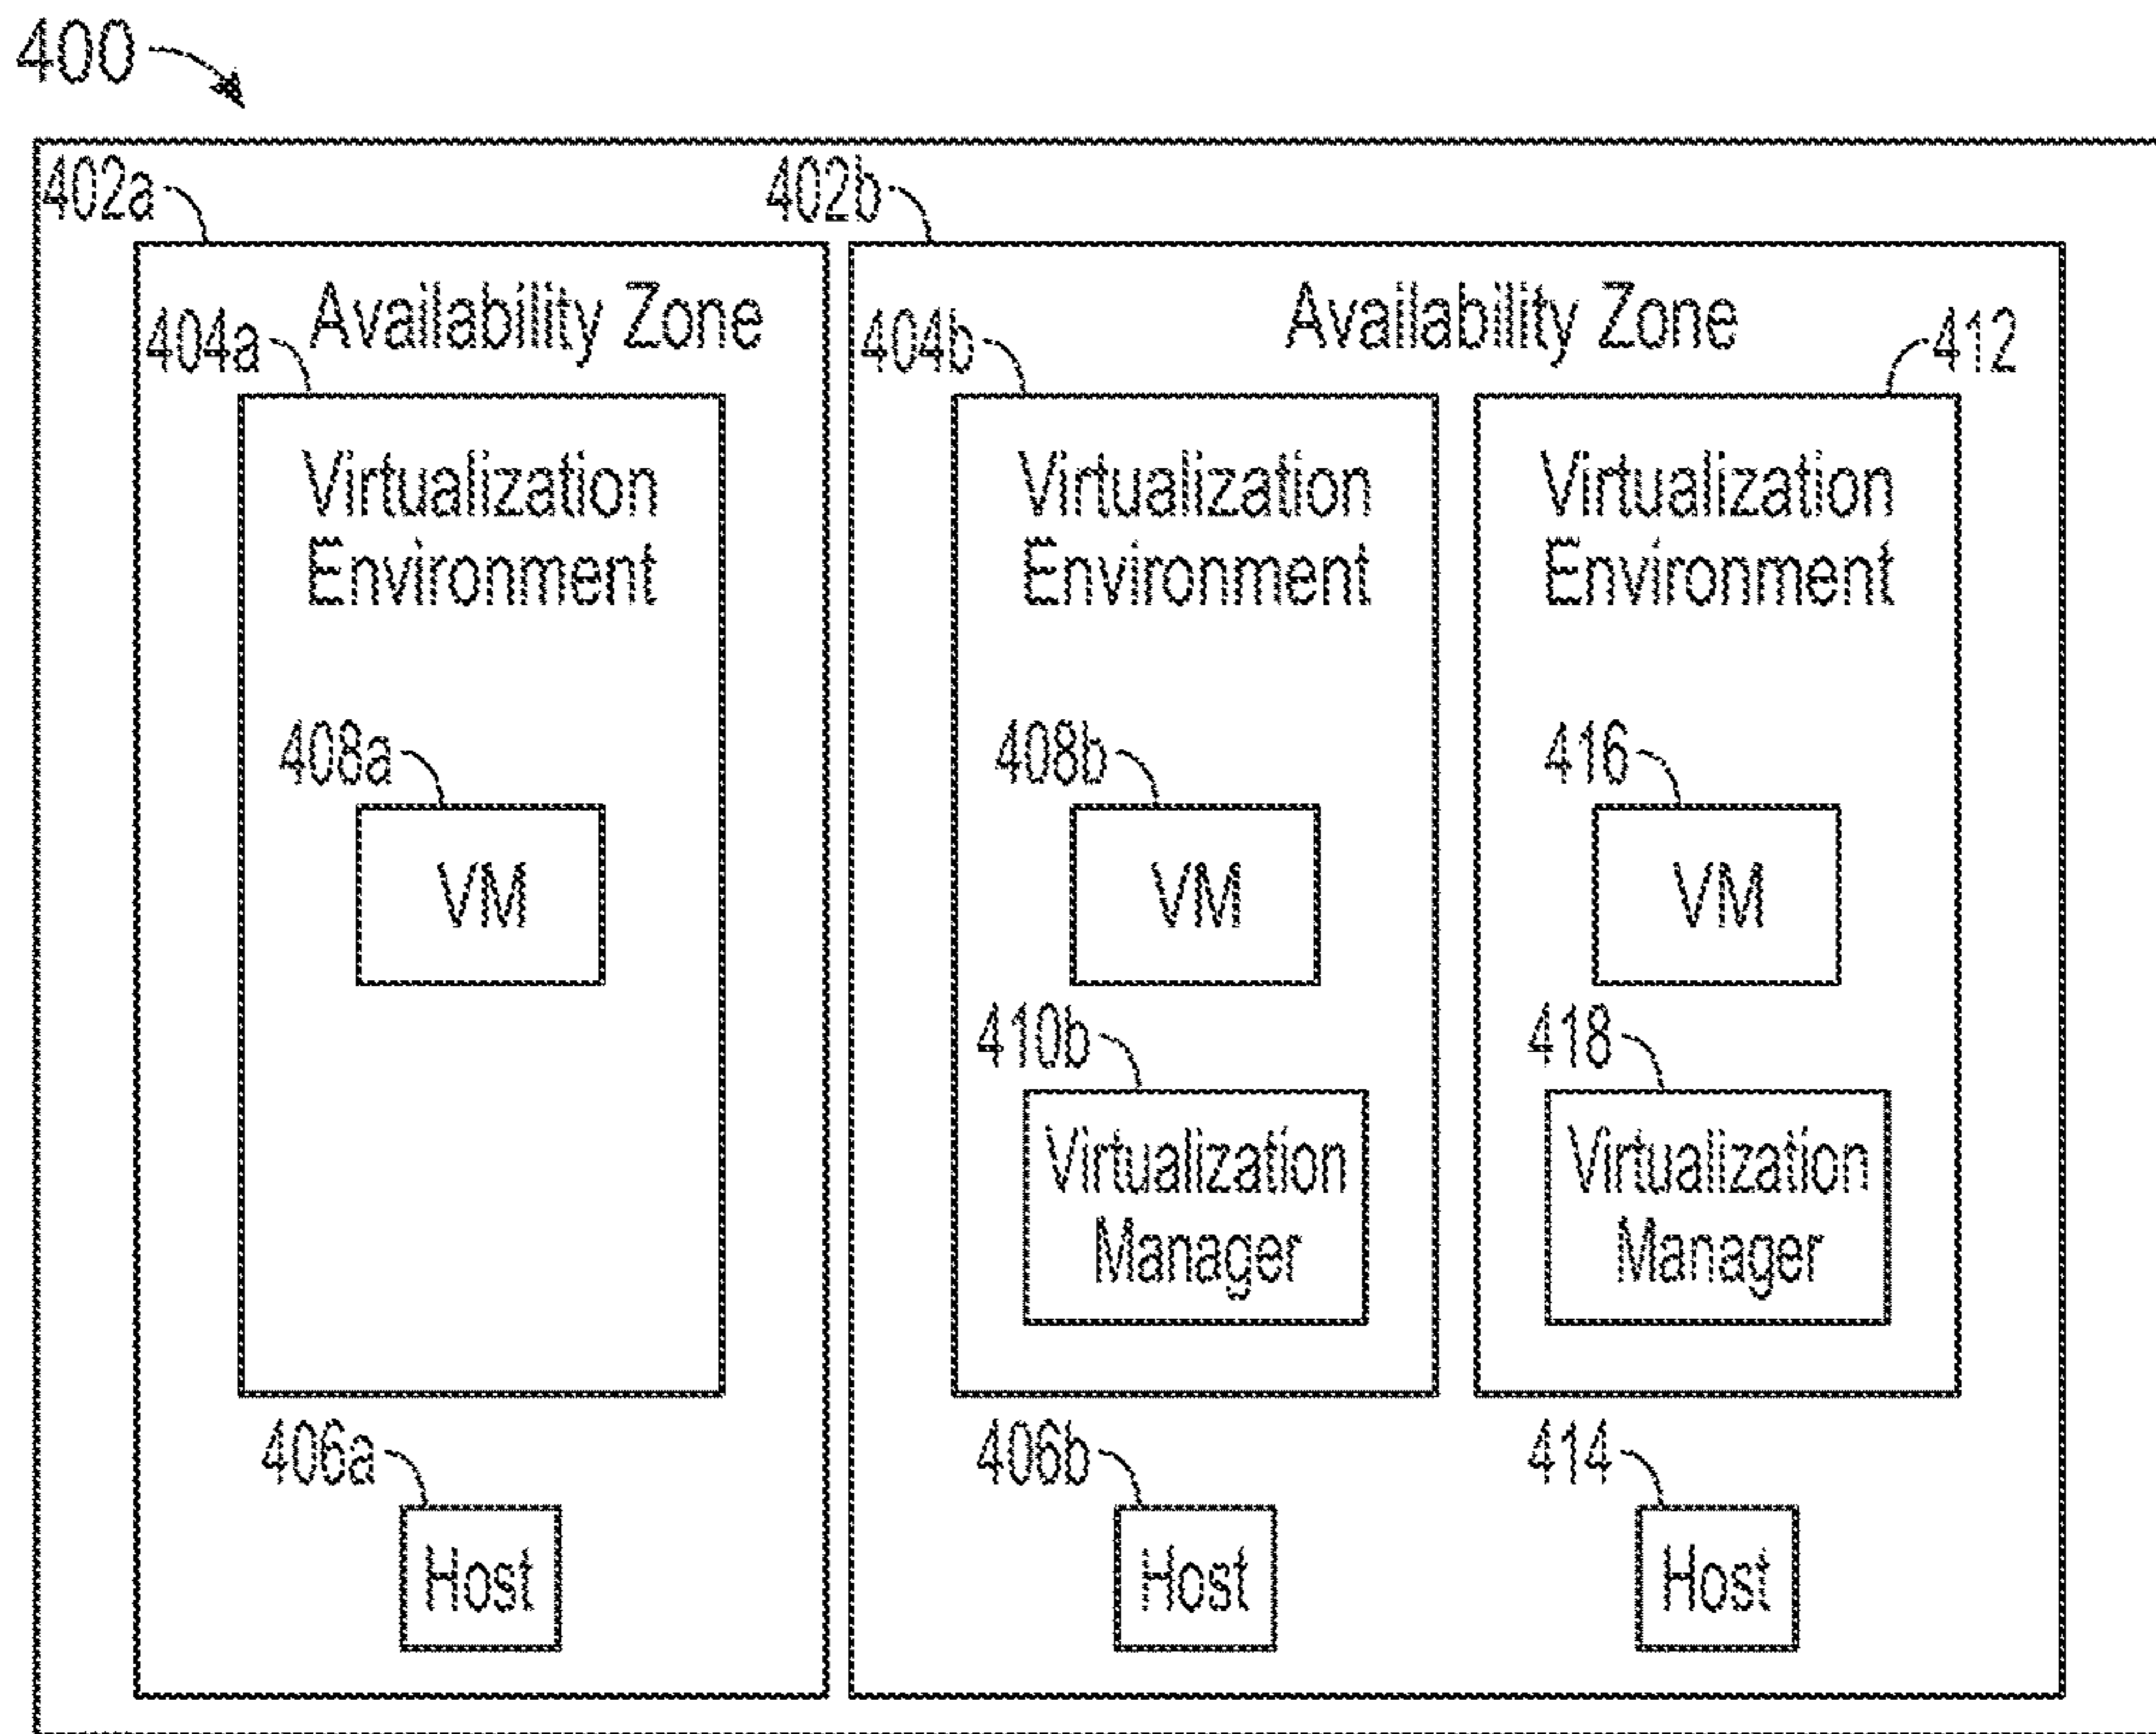 400
402a
402b
Availability Zone
Availability Zone
404a
404b
412
Virtualization
Environment
Virtualization
Environment
Virtualization
Environment
408a
408b
416
VM
VM
VM
410b
418
Virtualization
Manager
Virtualization
Manager
406a
406b
414
Host
Host
Host